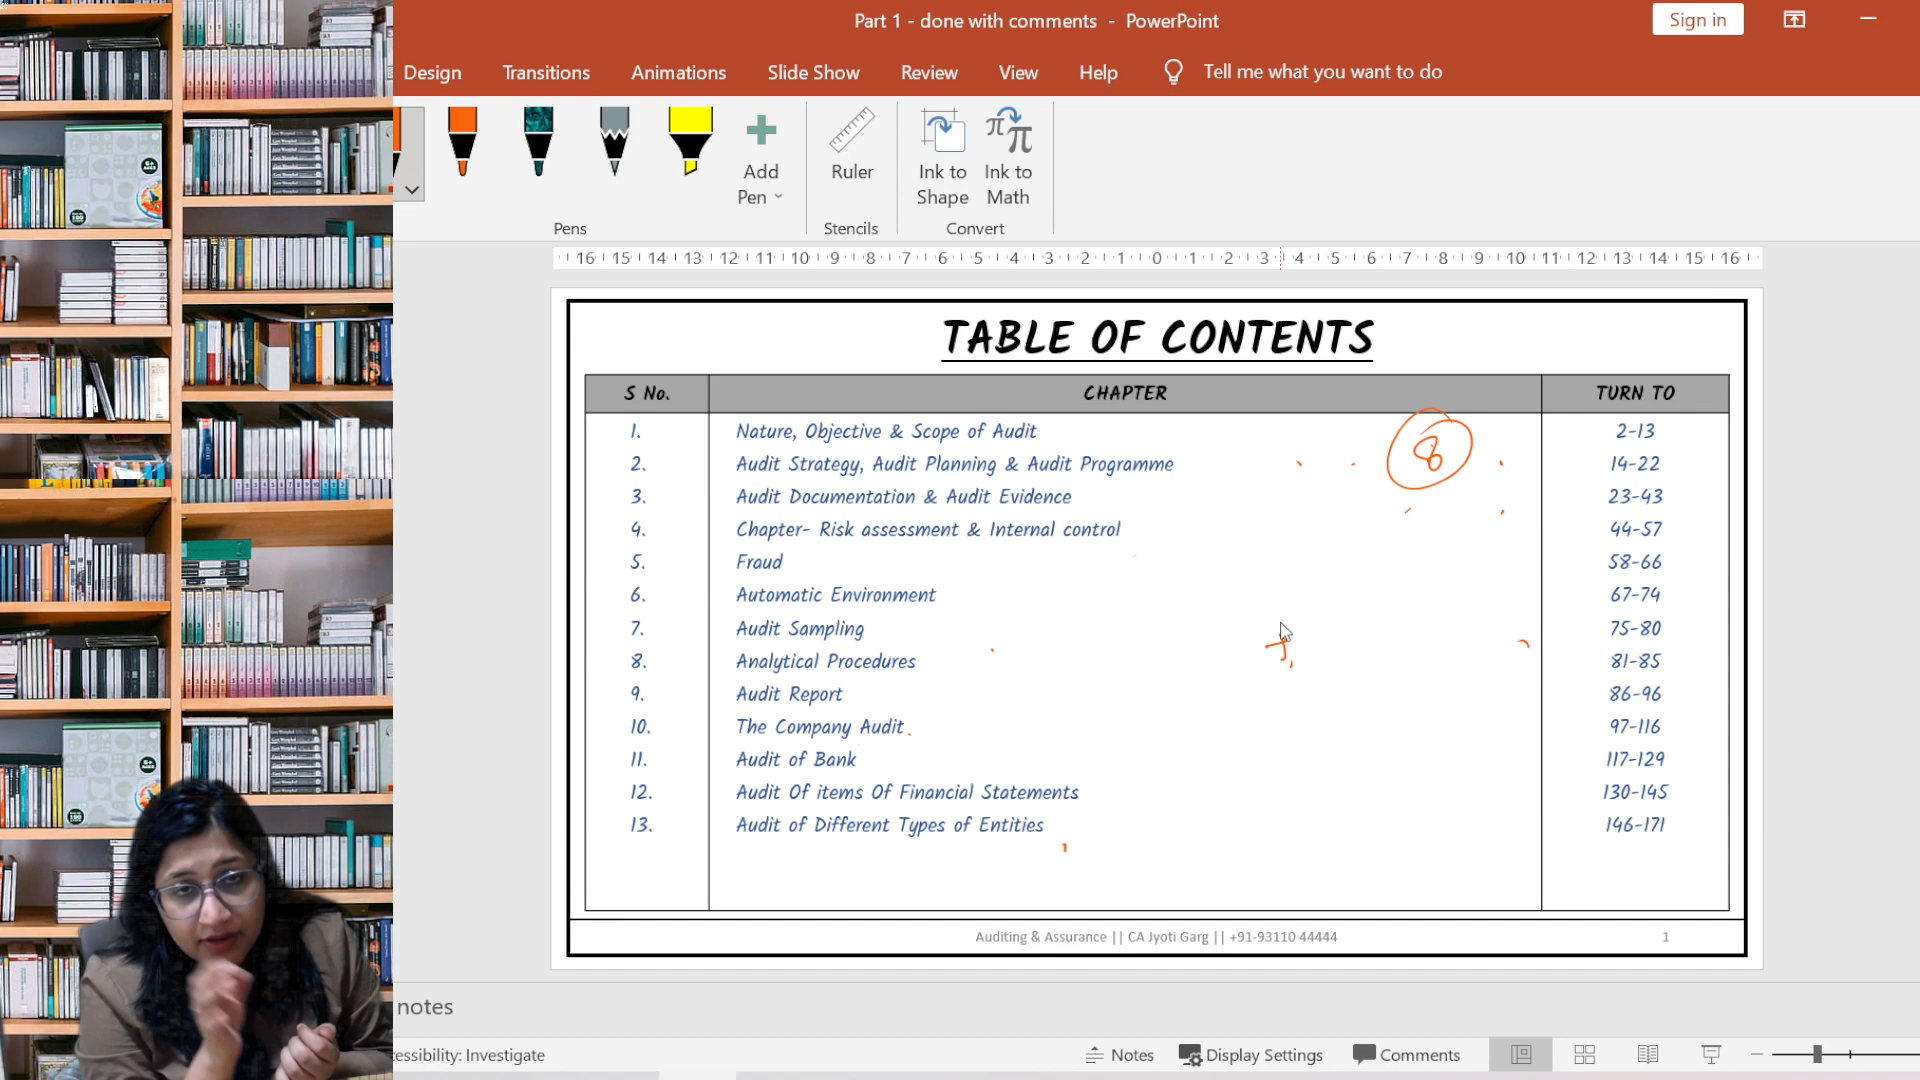 Part 1 - done with comments - PowerPoint
Sign in
Design Transitions Animations Slide Show Review View Help Tell me what you want to do
Add Pen
Ruler
Ink to Shape
Ink to Math
Pens Stencils Convert
16 15 14 13 12 11 10 9 8 7 6 5 4 3 2 1 0 1 2 3 4 5 6 7 8 9 10 11 12 13 14 15 16
TABLE OF CONTENTS
S No. CHAPTER TURN TO
1. Nature, Objective & Scope of Audit 2-13
8
2. Audit Strategy, Audit Planning & Audit Programme 14-22
3. Audit Documentation & Audit Evidence 23-43
4. Chapter- Risk assessment & Internal control 44-57
5. Fraud 58-66
6. Automatic Environment 67-74
7. Audit Sampling 75-80
8. Analytical Procedures 81-85
9. Audit Report 86-96
10. The Company Audit 97-116
11. Audit of Bank 117-129
12. Audit Of items Of Financial Statements 130-145
13. Audit of Different Types of Entities 146-171
Auditing & Assurance || CA Jyoti Garg || +91-93110 44444 1
notes
cessibility: Investigate Notes Display Settings Comments